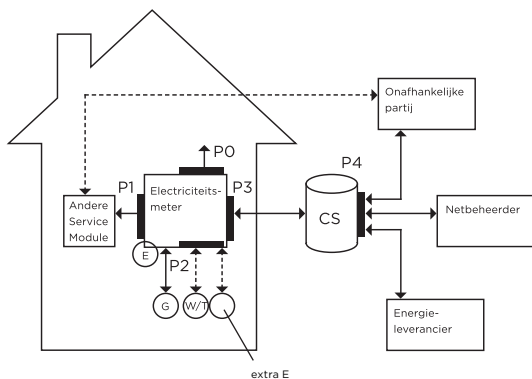 Onafhankelijke
partij
P0
P4
P1
Electriciteits-
meter
P3
Andere
Service
Module
CS
Netbeheerder
E
P2
G
W/T
Energie-
leverancier
extra E